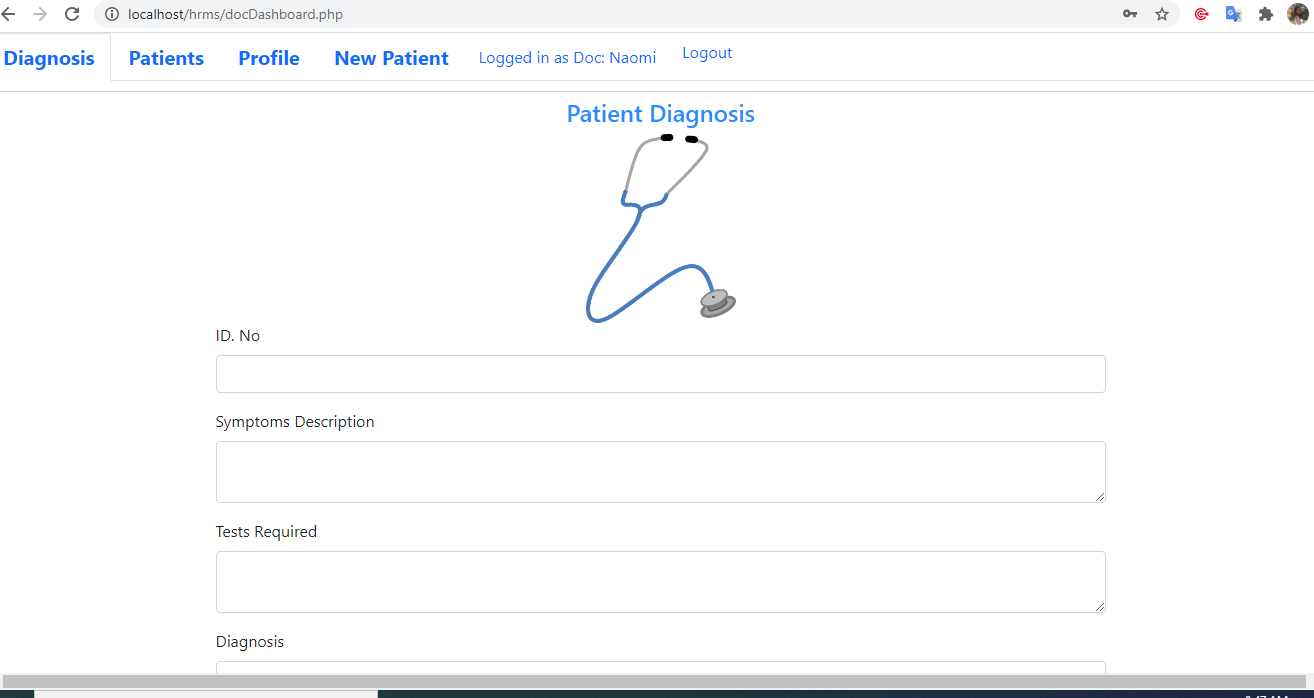 localhost/hrms/docDashboard.php
Diagnosis Patients Profile New Patient Logged in as Doc: Naomi Logout
Patient Diagnosis
ID. No
Symptoms Description
Tests Required
Diagnosis